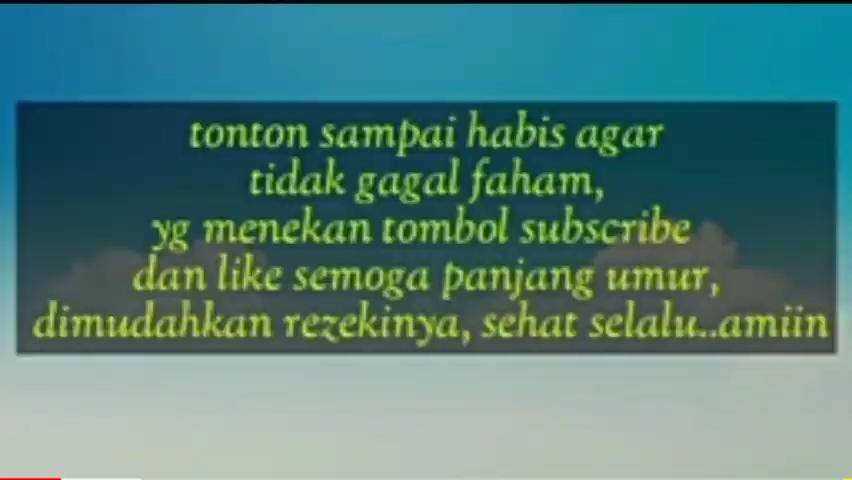 tonton sampai habis agar
tidak gagal faham,
yg menekan tombol subscribe
dan like semoga panjang umur,
dimudahkan rezekinya, sehat selalu..amiin